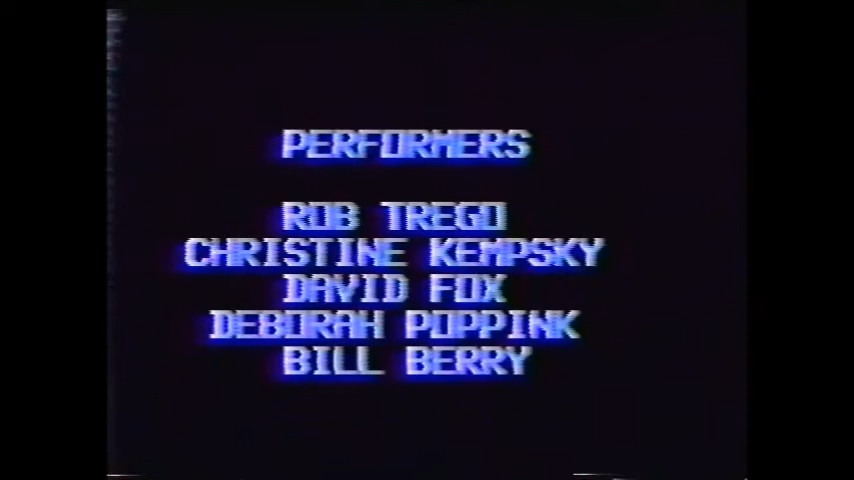 PERFORMERS
ROB TREGO
CHRISTINE KEMPSKY
DAVID FOX
DEBORAH POPPINK
BILL BERRY